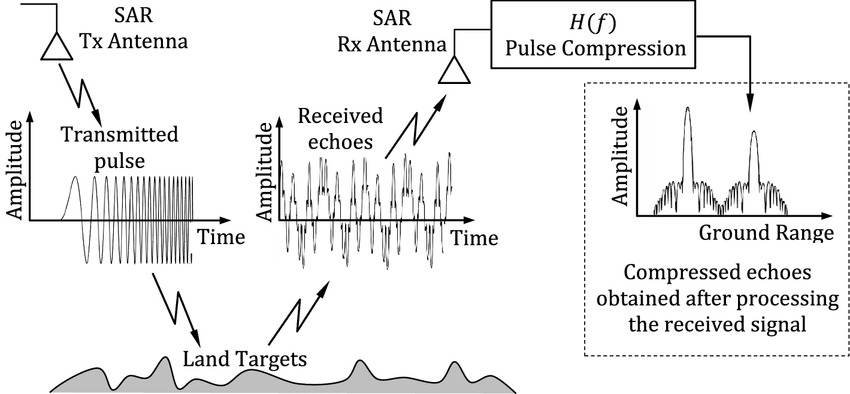 SAR
Tx Antenna
Transmitted
pulse
Amplitude
Time
Land Targets
Received
echoes
Amplitude
Time
SAR
Rx Antenna
H(f)
Pulse Compression
Amplitude
Ground Range
Compressed echoes
obtained after processing
the received signal